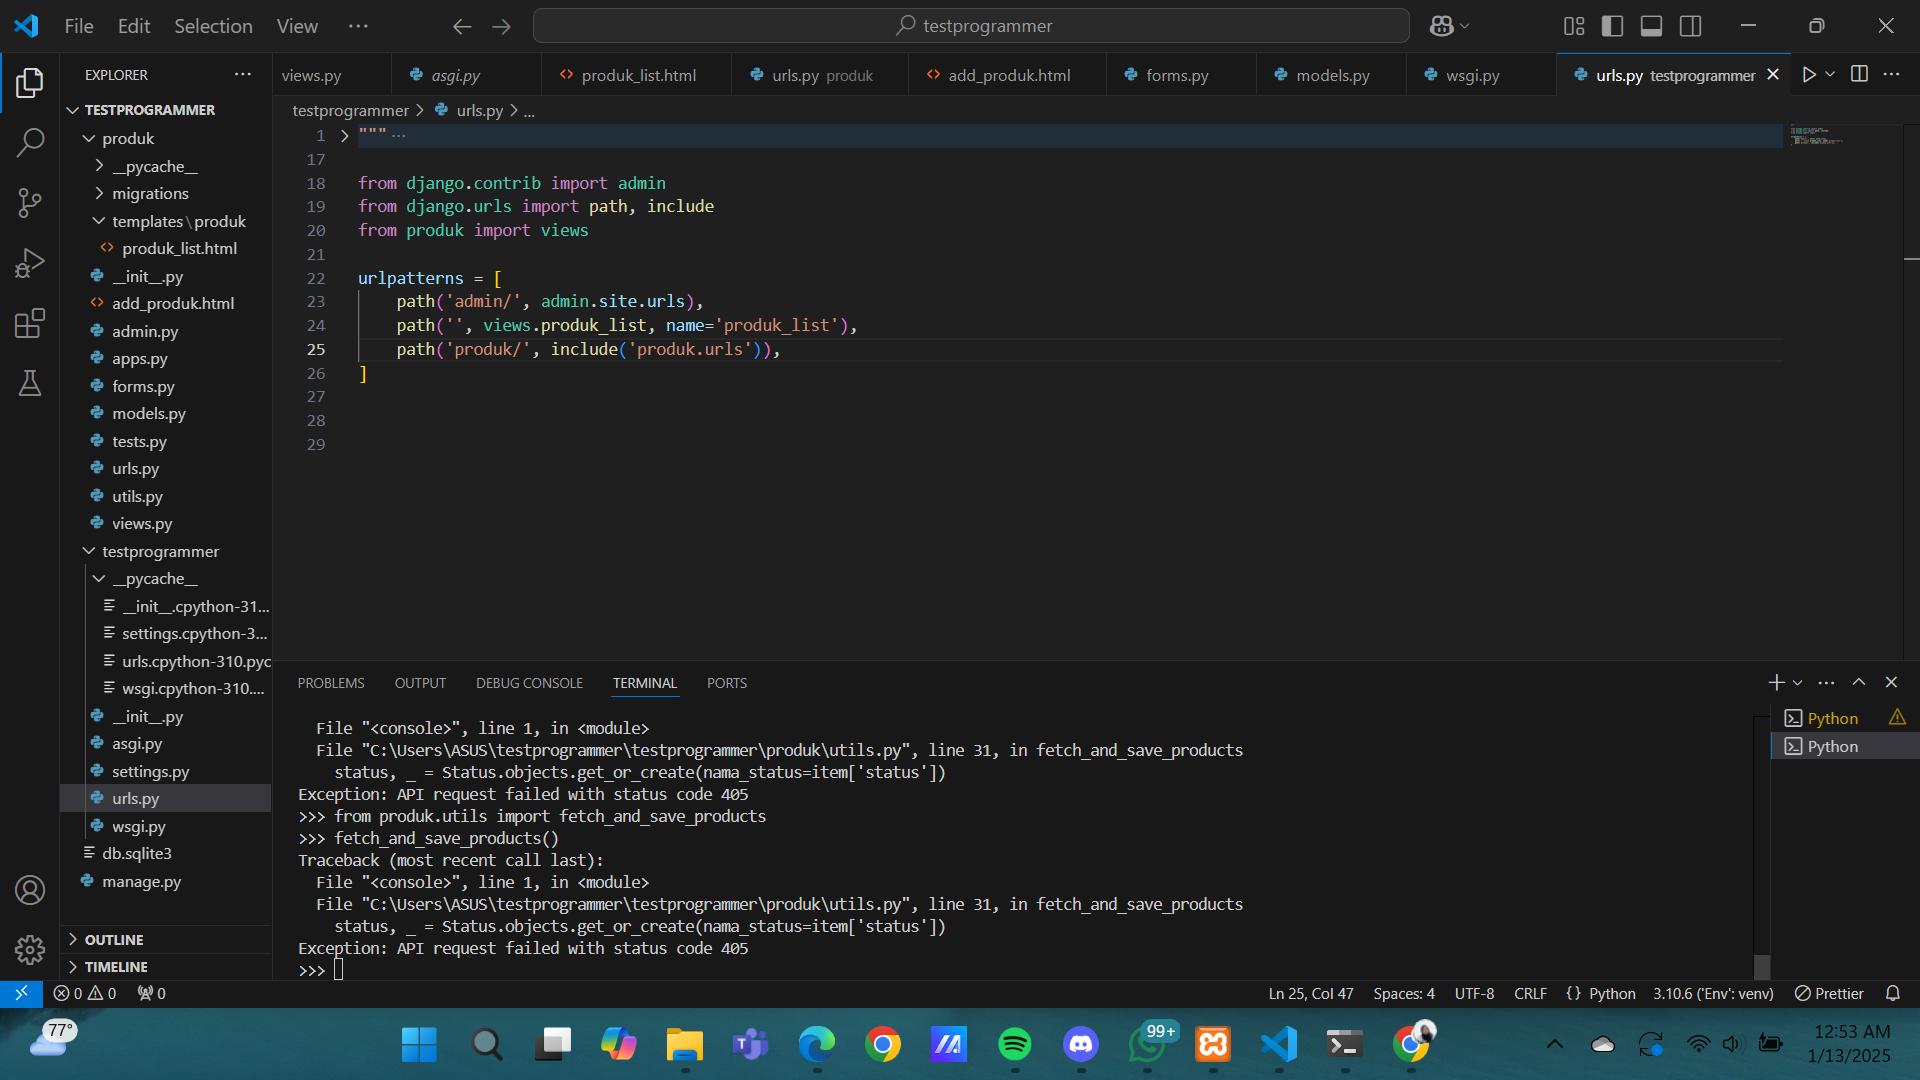 File Edit Selection View ...
testprogrammer
EXPLORER ...
TESTPROGRAMMER
produk
__pycache__
migrations
templates\produk
produk_list.html
__init__.py
add_produk.html
admin.py
apps.py
forms.py
models.py
tests.py
urls.py
utils.py
views.py
testprogrammer
__pycache__
__init__.cpython-31...
settings.cpython-3...
urls.cpython-310.pyc
wsgi.cpython-310....
__init__.py
asgi.py
settings.py
urls.py
wsgi.py
db.sqlite3
manage.py
OUTLINE
TIMELINE
views.py asgi.py produk_list.html urls.py produk add_produk.html forms.py models.py wsgi.py urls.py testprogrammer
testprogrammer > urls.py > ...
1 """ ...
17
18 from django.contrib import admin
19 from django.urls import path, include
20 from produk import views
21
22 urlpatterns = [
23 path('admin/', admin.site.urls),
24 path('', views.produk_list, name='produk_list'),
25 path('produk/', include('produk.urls')),
26 ]
27
28
29
PROBLEMS OUTPUT DEBUG CONSOLE TERMINAL PORTS
File "<console>", line 1, in <module>
File "C:\Users\ASUS\testprogrammer\testprogrammer\produk\utils.py", line 31, in fetch_and_save_products
status, _ = Status.objects.get_or_create(nama_status=item['status'])
Exception: API request failed with status code 405
>>> from produk.utils import fetch_and_save_products
>>> fetch_and_save_products()
Traceback (most recent call last):
File "<console>", line 1, in <module>
File "C:\Users\ASUS\testprogrammer\testprogrammer\produk\utils.py", line 31, in fetch_and_save_products
status, _ = Status.objects.get_or_create(nama_status=item['status'])
Exception: API request failed with status code 405
>>>
Python
Python
0 0 0
Ln 25, Col 47 Spaces: 4 UTF-8 CRLF {} Python 3.10.6 ('Env': venv) Prettier
77°
99+
12:53 AM
1/13/2025